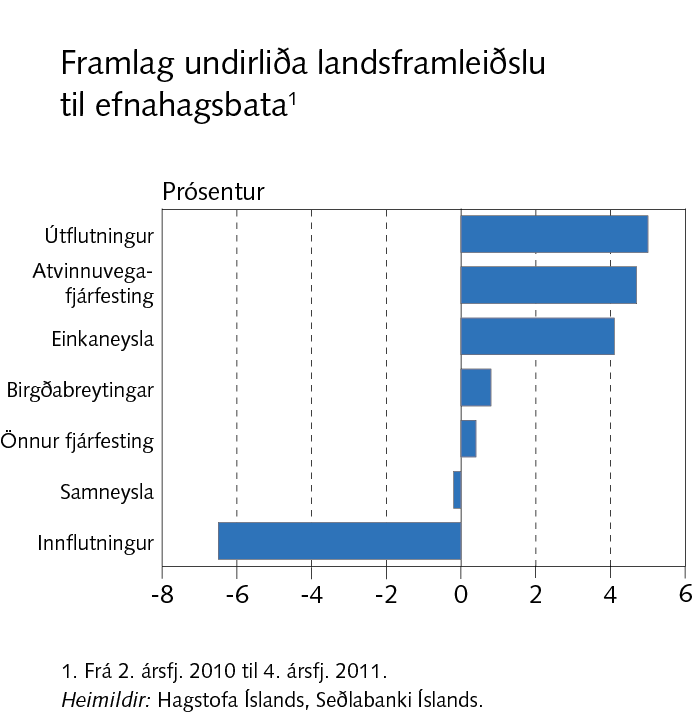 Framlag undirliða landsframleiðslu
til efnahagsbata¹
Prósentur
Útflutningur
Atvinnuvega-
fjárfesting
Einkaneysla
Birgðabreytingar
Önnur fjárfesting
Samneysla
Innflutningur
-8 -6 -4 -2 0 2 4 6
1. Frá 2. ársfj. 2010 til 4. ársfj. 2011.
Heimildir: Hagstofa Íslands, Seðlabanki Íslands.